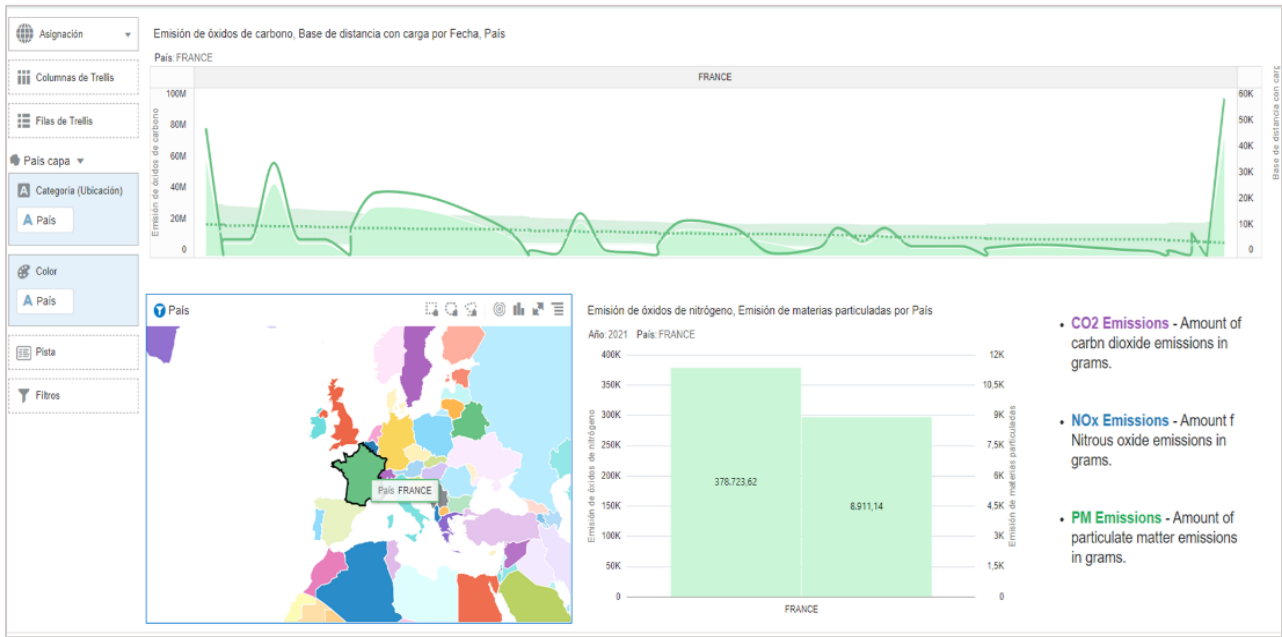 Asignación
Columnas de Trellis
Filas de Trellis
País capa
A Categoría (Ubicación)
A País
Color
A País
Pista
Filtros
Emisión de óxidos de carbono, Base de distancia con carga por Fecha, País
País: FRANCE
FRANCE
Emisión de óxidos de carbono
100M
80M
60M
40M
20M
0
60K
50K
40K
30K
20K
10K
0
Base de distancia con carg
País
País FRANCE
Emisión de óxidos de nitrógeno, Emisión de materias particuladas por País
Año: 2021 País: FRANCE
Emisión de óxidos de nitrógeno
400K
350K
300K
250K
200K
150K
100K
50K
0
378.723,62
8.911,14
FRANCE
12K
10,5K
9K
7,5K
6K
4,5K
3K
1,5K
0
Emisión de materias particuladas
• CO2 Emissions - Amount of
carbn dioxide emissions in
grams.
• NOx Emissions - Amount f
Nitrous oxide emissions in
grams.
• PM Emissions - Amount of
particulate matter emissions
in grams.